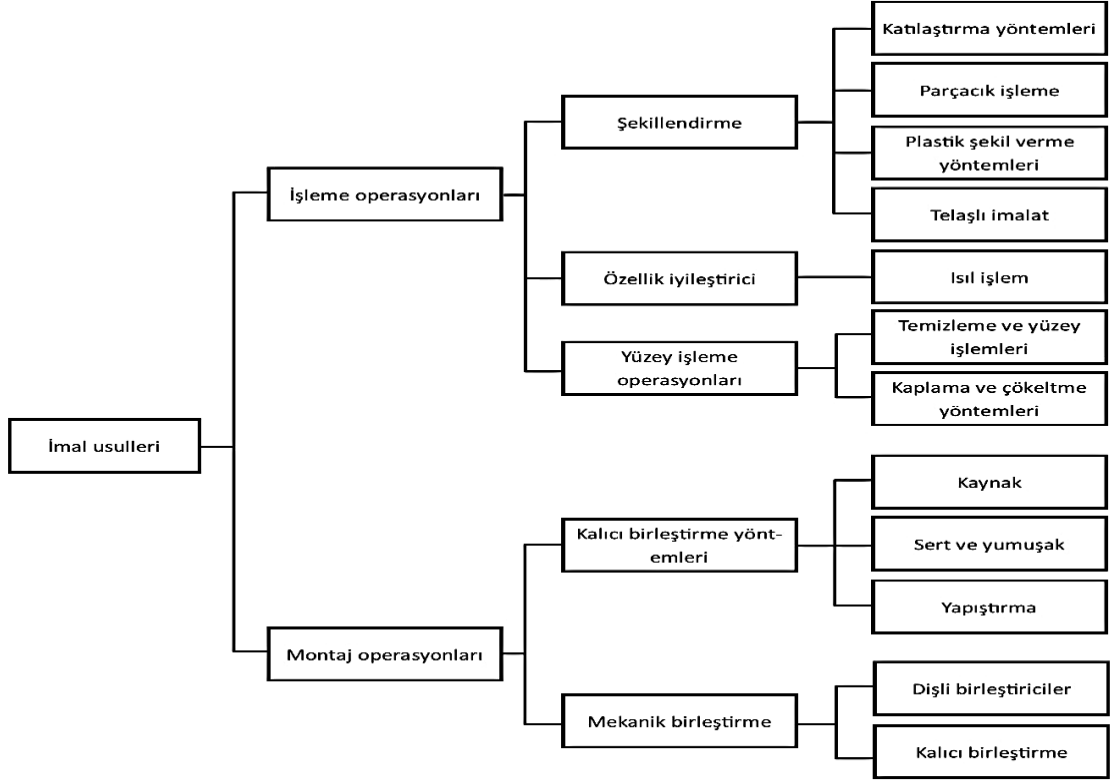 Katılaştırma yöntemleri
Parçacık işleme
Şekillendirme
Plastik şekil verme
yöntemleri
İşleme operasyonları
Telaşlı imalat
Özellik iyileştirici
Isıl işlem
Temizleme ve yüzey
işlemleri
Yüzey işleme
operasyonları
Kaplama ve çökeltme
yöntemleri
İmal usulleri
Kaynak
Kalıcı birleştirme yönt-
emleri
Sert ve yumuşak
Yapıştırma
Montaj operasyonları
Dişli birleştiriciler
Mekanik birleştirme
Kalıcı birleştirme